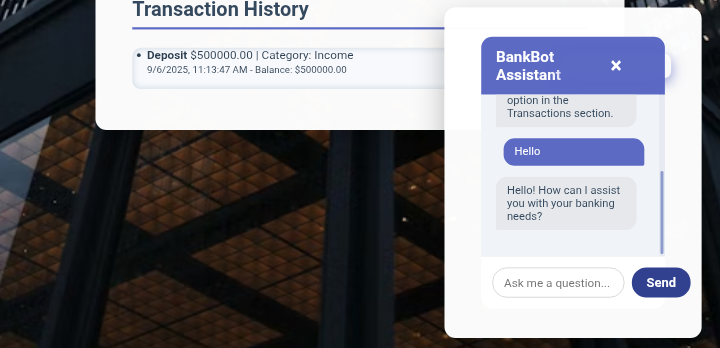 Transaction History
• Deposit $500000.00 | Category: Income
9/6/2025, 11:13:47 AM - Balance: $500000.00
BankBot
Assistant
×
option in the
Transactions section.
Hello
Hello! How can I assist
you with your banking
needs?
Ask me a question...
Send